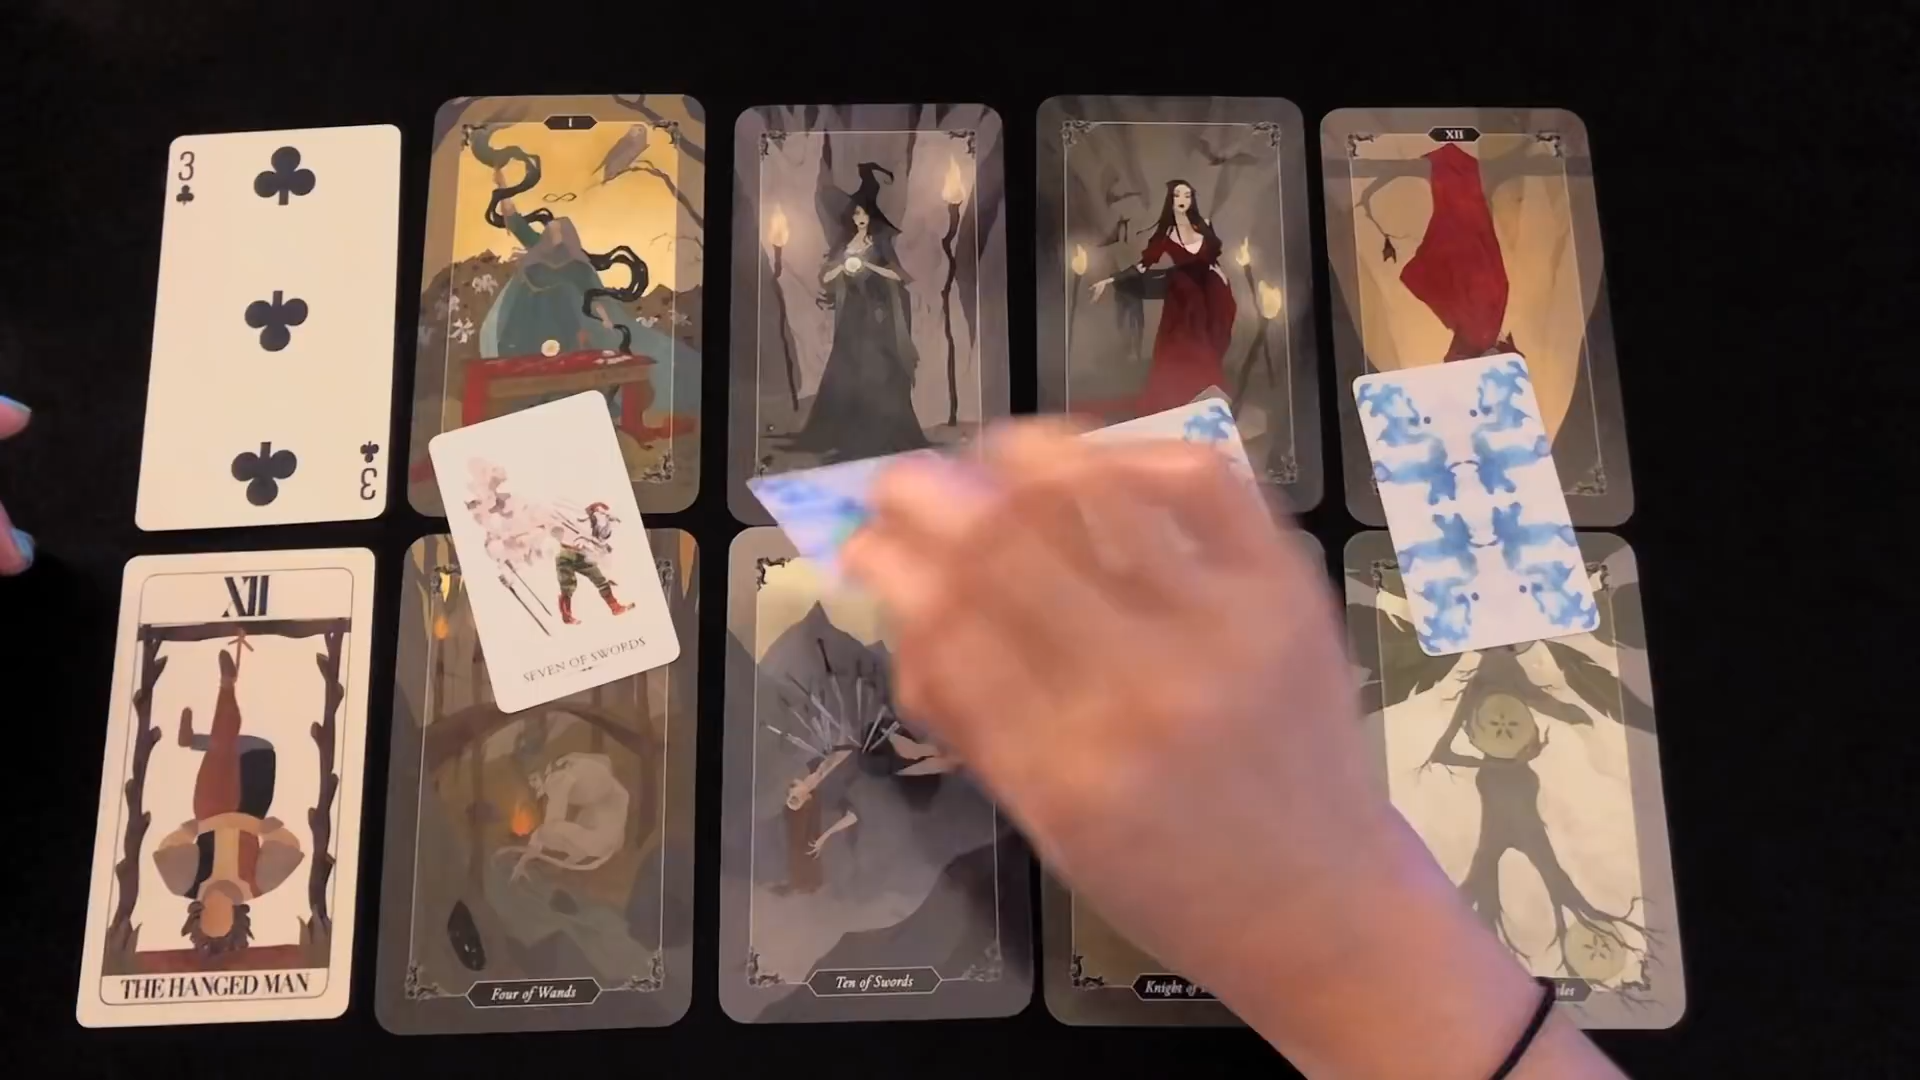 3
I
XII
3
SEVEN OF SWORDS
XII
THE HANGED MAN
Four of Wands
Ten of Swords
Knight of